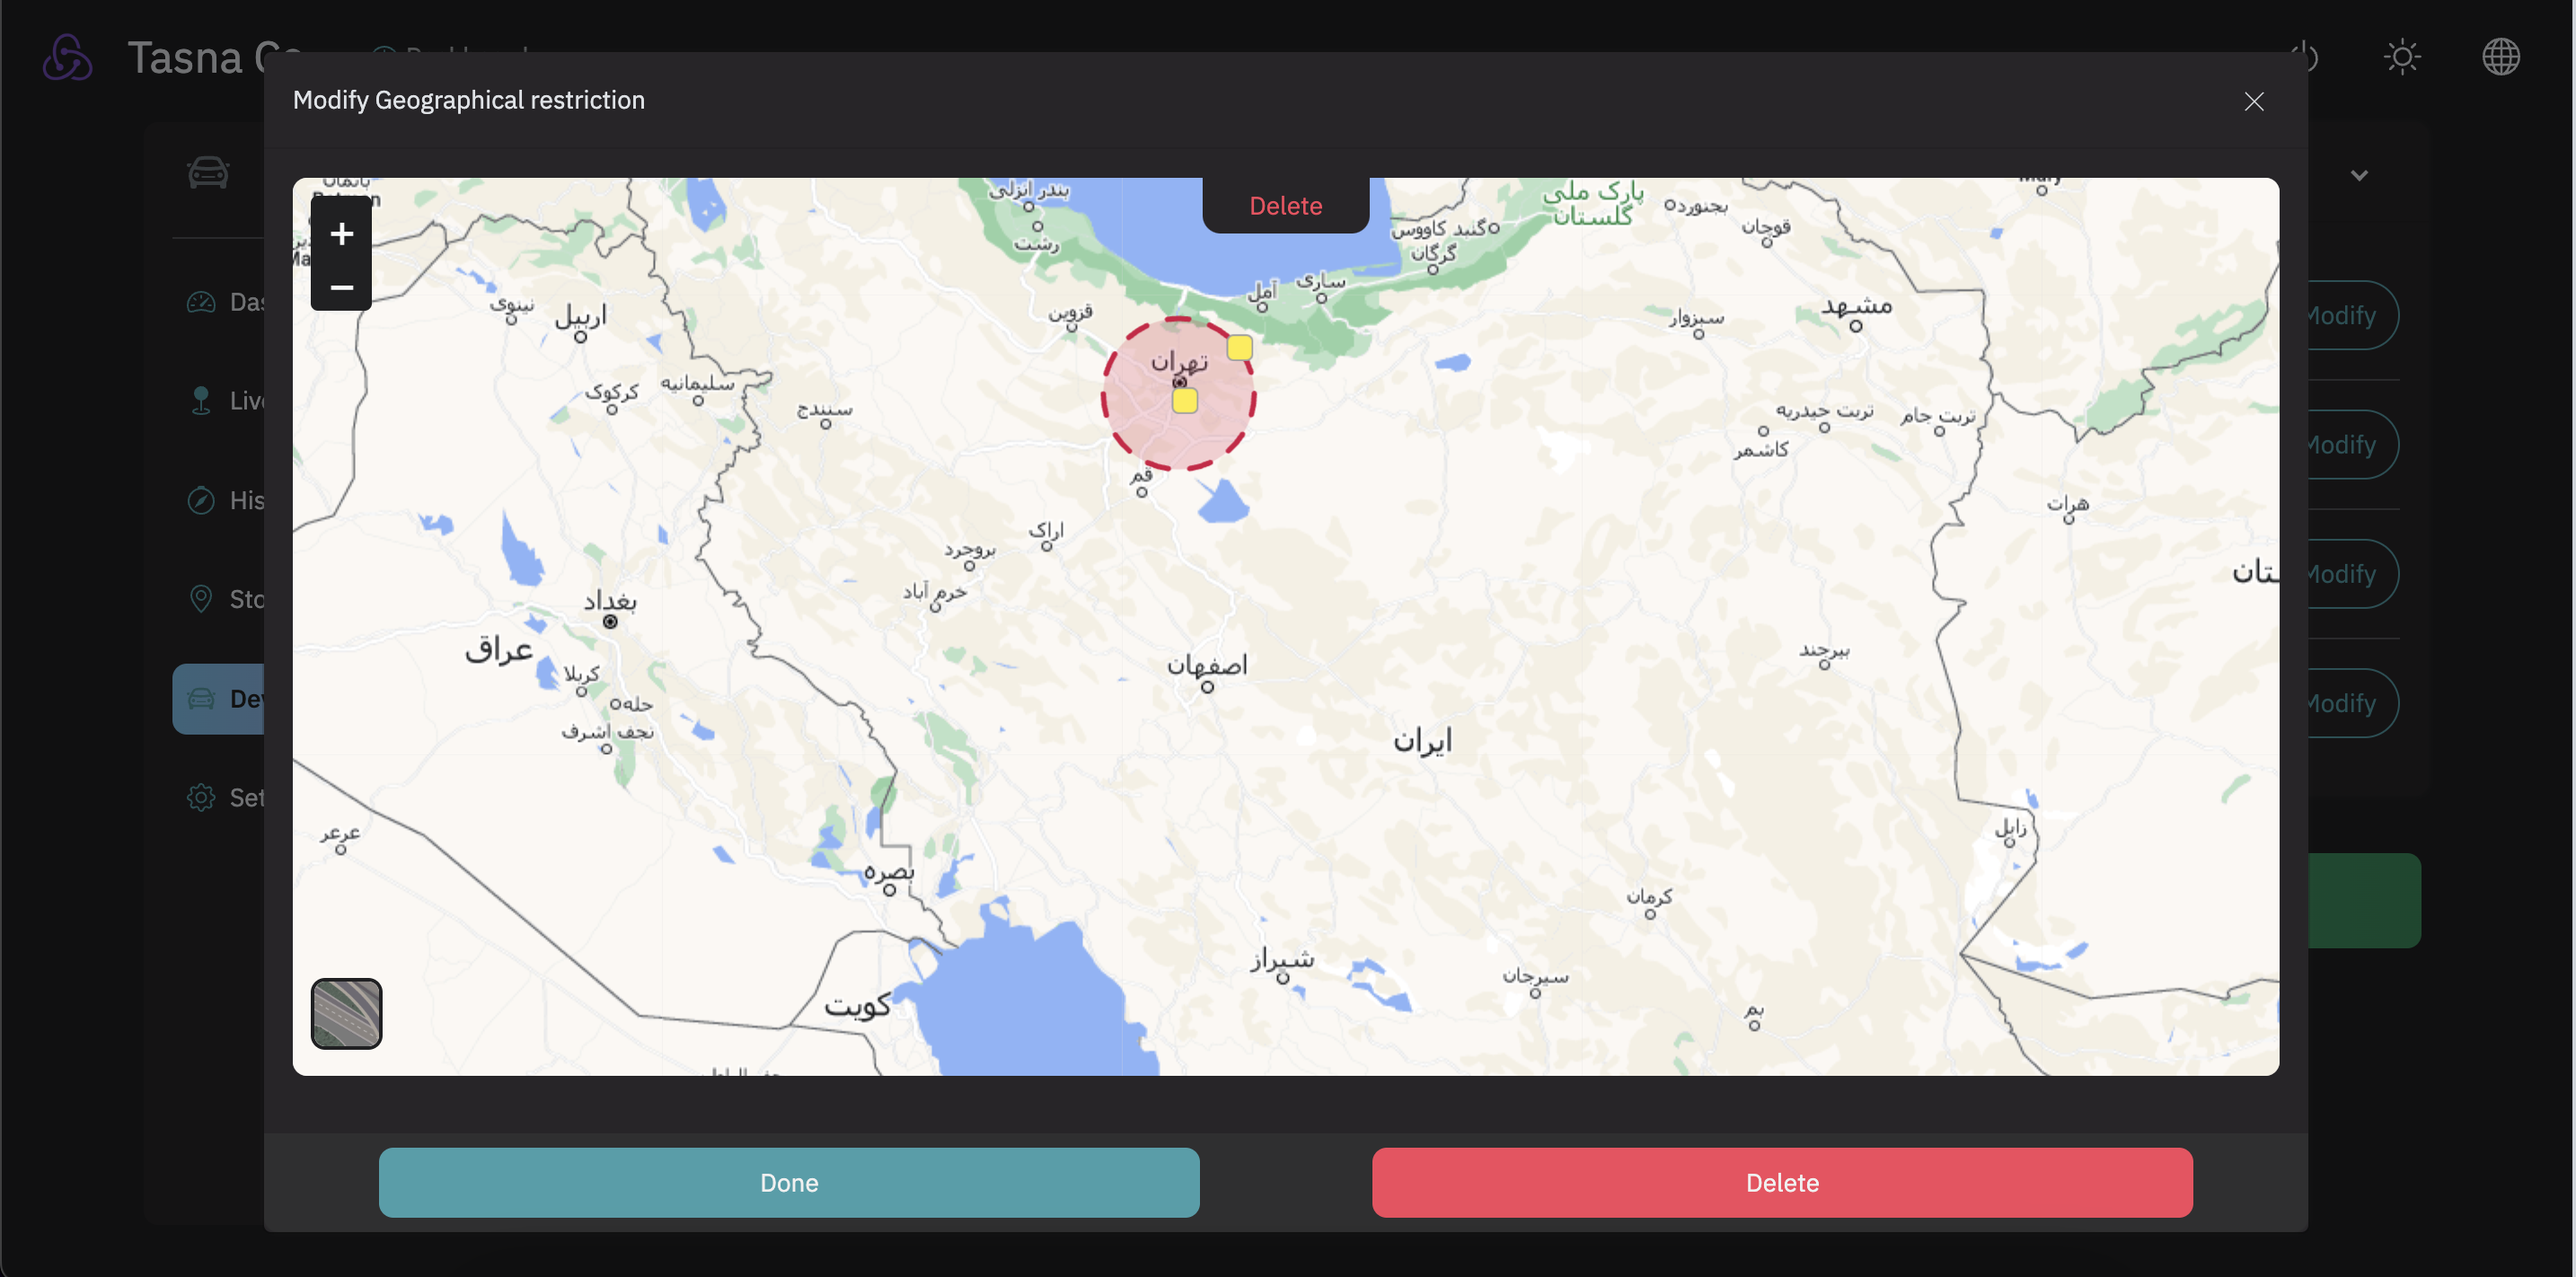 Tasna Co
Modify Geographical restriction
Delete
+
−
بندر انزلی
رشت
گنبد کاووس
گرگان
پارک ملی
گلستان
بجنورد
قوچان
نینوی
اربیل
قزوین
آمل
ساری
سبزوار
مشهد
تهران
کرکوک
سلیمانیه
سنندج
تربت حیدریه
تربت جام
کاشمر
قم
هرات
اراک
بروجرد
خرم آباد
بغداد
عراق
کربلا
حله
نجف اشرف
اصفهان
ایران
بیرجند
عرعر
بصره
زابل
کرمان
شیراز
سیرجان
کویت
بم
Das
Live
His
Sto
Dev
Set
Modify
Modify
Modify
Modify
Done
Delete